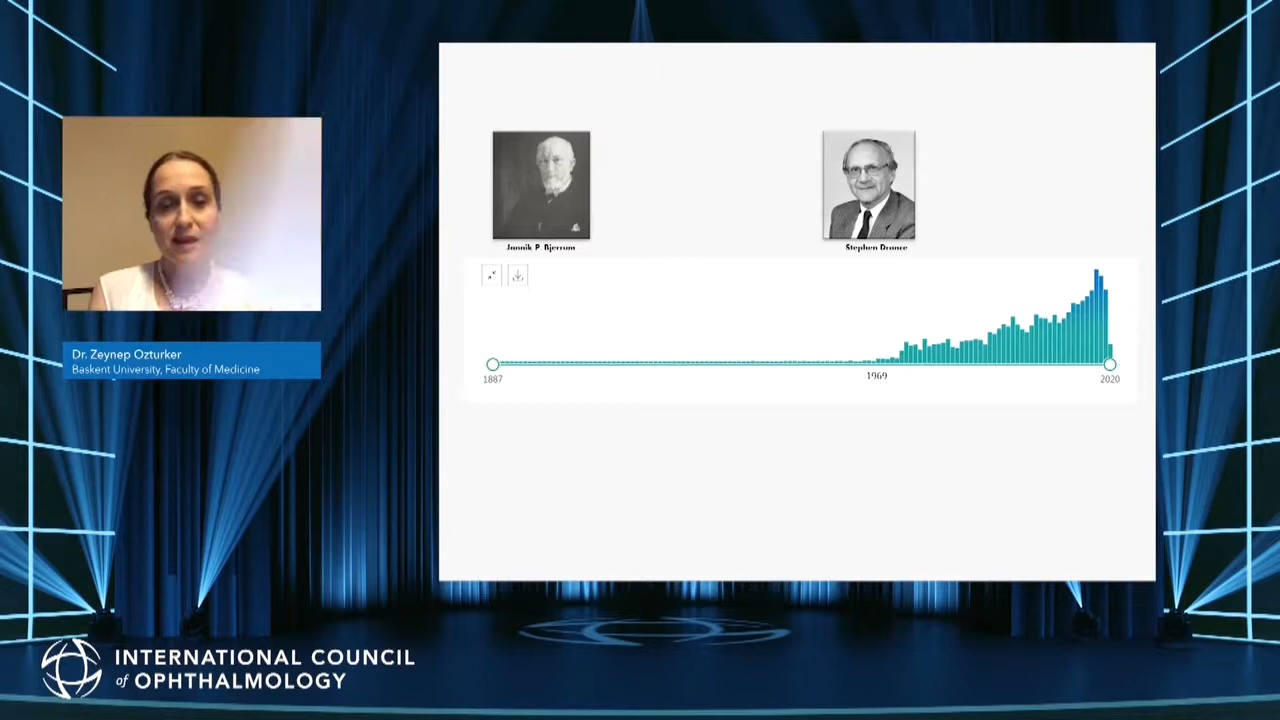 Jannik P. Bjerrum
Stephen Drance
1887
1969
2020
Dr. Zeynep Ozturker
Baskent University, Faculty of Medicine
INTERNATIONAL COUNCIL
of OPHTHALMOLOGY